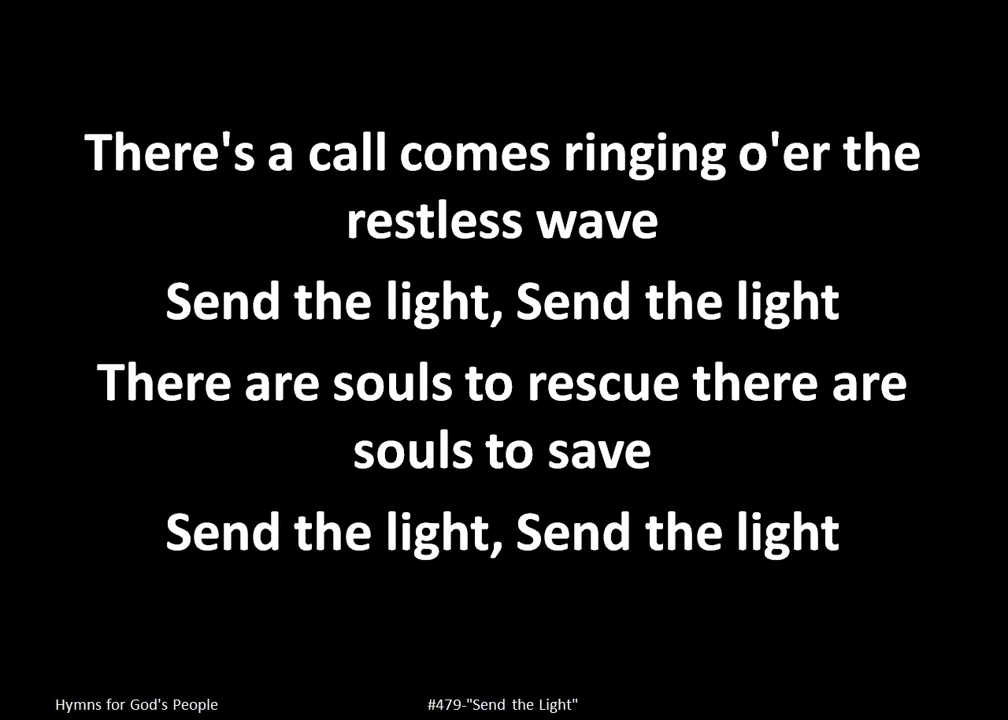 There's a call comes ringing o'er the
restless wave
Send the light, Send the light
There are souls to rescue there are
souls to save
Send the light, Send the light
Hymns for God's People
#479-"Send the Light"